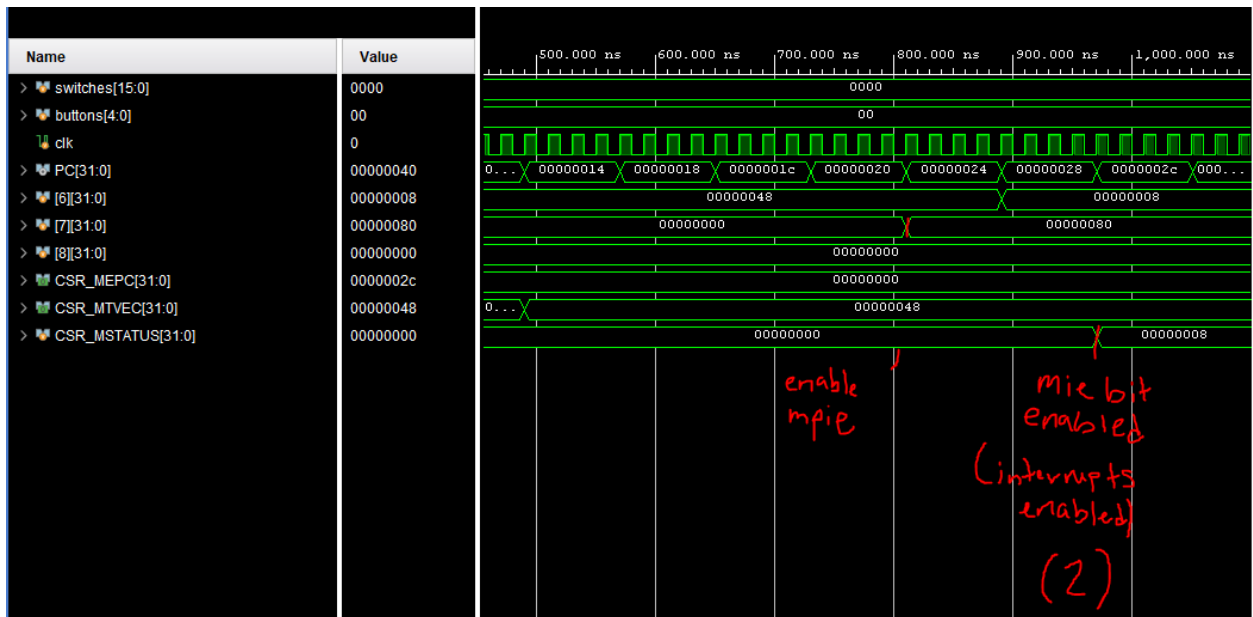 Name Value
500.000 ns 600.000 ns 700.000 ns 800.000 ns 900.000 ns 1,000.000 ns
switches[15:0] 0000 0000
buttons[4:0] 00 00
clk 0
PC[31:0] 00000040 0... 00000014 00000018 0000001c 00000020 00000024 00000028 0000002c 000...
[6][31:0] 00000008 00000048 00000008
[7][31:0] 00000080 00000000 00000080
[8][31:0] 00000000 00000000
CSR_MEPC[31:0] 0000002c 00000000
CSR_MTVEC[31:0] 00000048 0... 00000048
CSR_MSTATUS[31:0] 00000000 00000000 00000008
enable
mpie
mie bit
enabled
(interrupts
enabled)
(2)